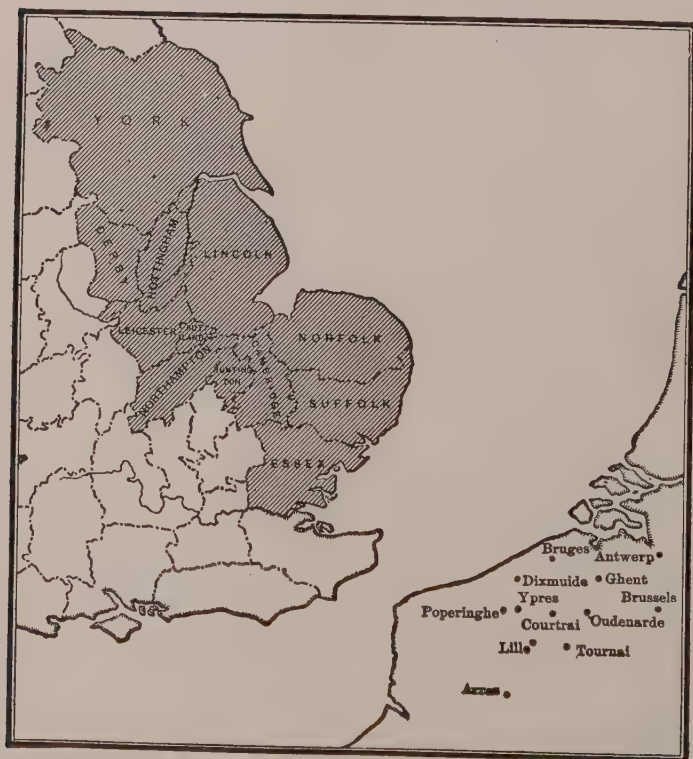 YORK
DERBY
NOTTINGHAM
LINCOLN
LEICESTER
RUTLAND
NORTHAMPTON
HUNTINGDON
CAMBRIDGE
NORFOLK
SUFFOLK
ESSEX
Bruges
Antwerp
Dixmuide
Ghent
Ypres
Brussels
Poperinghe
Courtrai
Oudenarde
Lille
Tournai
Arras